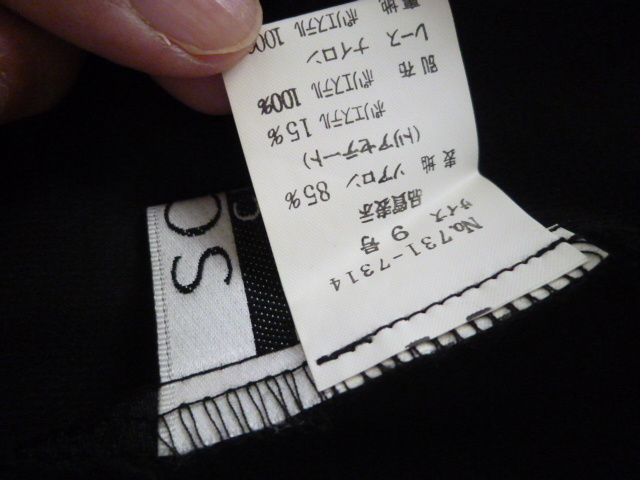 No.731-7314
サイズ 9 号
品質表示
表 地 ソアロン 85%
(トリアセテート)
ポリエステル 15%
別 布 ポリエステル 100%
レース ナイロン
裏 地 ポリエステル 100%
OS